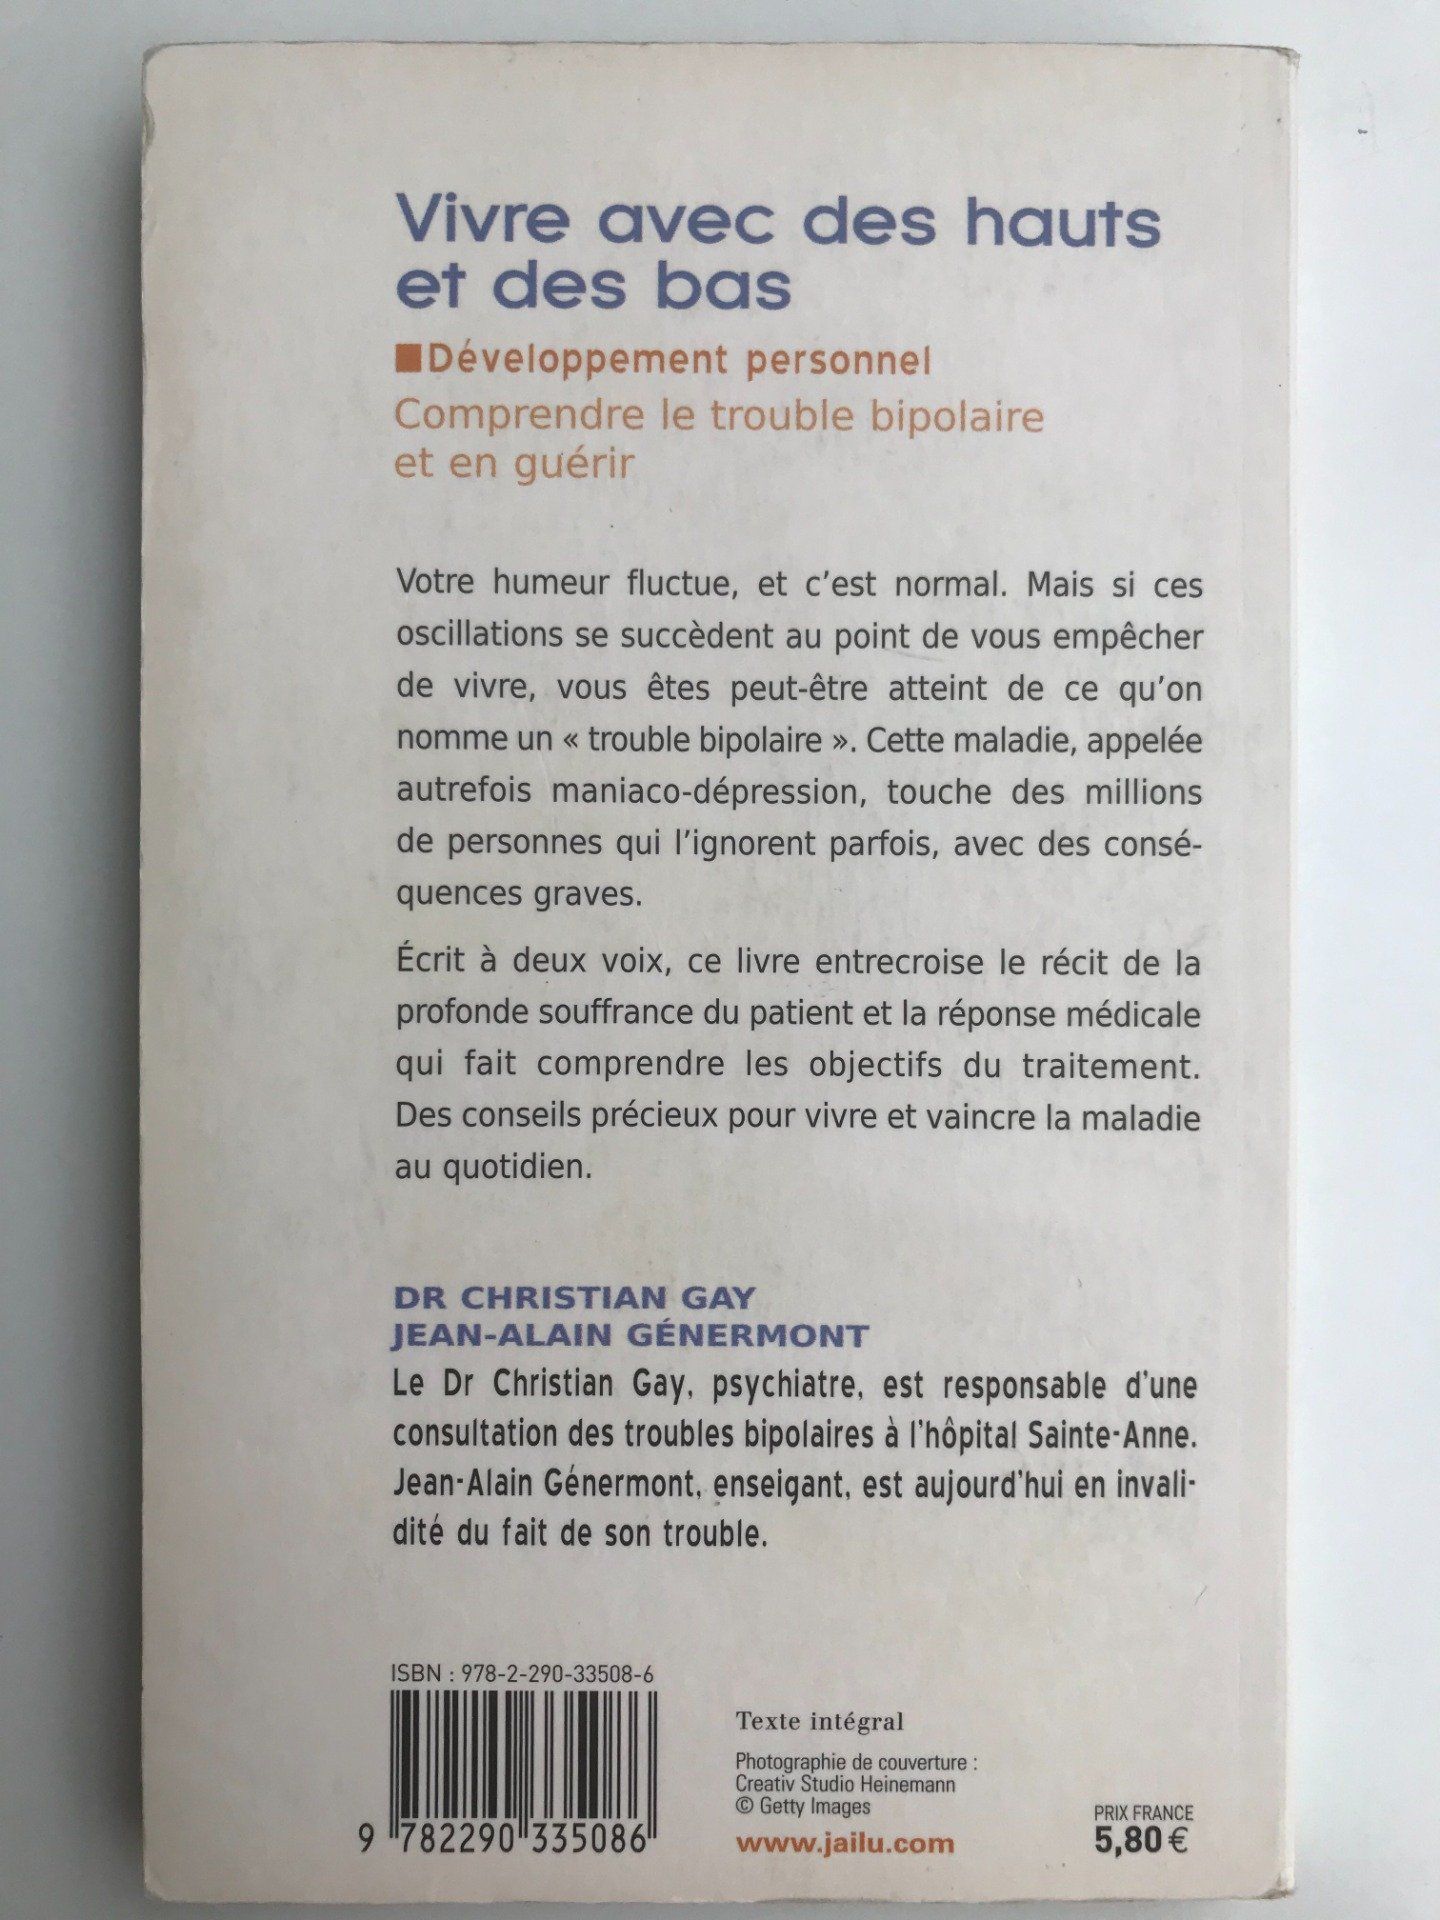 Vivre avec des hauts
et des bas
■Développement personnel
Comprendre le trouble bipolaire
et en guérir
Votre humeur fluctue, et c’est normal. Mais si ces
oscillations se succèdent au point de vous empêcher
de vivre, vous êtes peut-être atteint de ce qu’on
nomme un « trouble bipolaire ». Cette maladie, appelée
autrefois maniaco-dépression, touche des millions
de personnes qui l’ignorent parfois, avec des consé-
quences graves.
Écrit à deux voix, ce livre entrecroise le récit de la
profonde souffrance du patient et la réponse médicale
qui fait comprendre les objectifs du traitement.
Des conseils précieux pour vivre et vaincre la maladie
au quotidien.
DR CHRISTIAN GAY
JEAN-ALAIN GÉNERMONT
Le Dr Christian Gay, psychiatre, est responsable d’une
consultation des troubles bipolaires à l’hôpital Sainte-Anne.
Jean-Alain Génermont, enseigant, est aujourd’hui en invali-
dité du fait de son trouble.
ISBN : 978-2-290-33508-6
9 782290 335086
Texte intégral
Photographie de couverture :
Creativ Studio Heinemann
© Getty Images
www.jailu.com
PRIX FRANCE
5,80 €